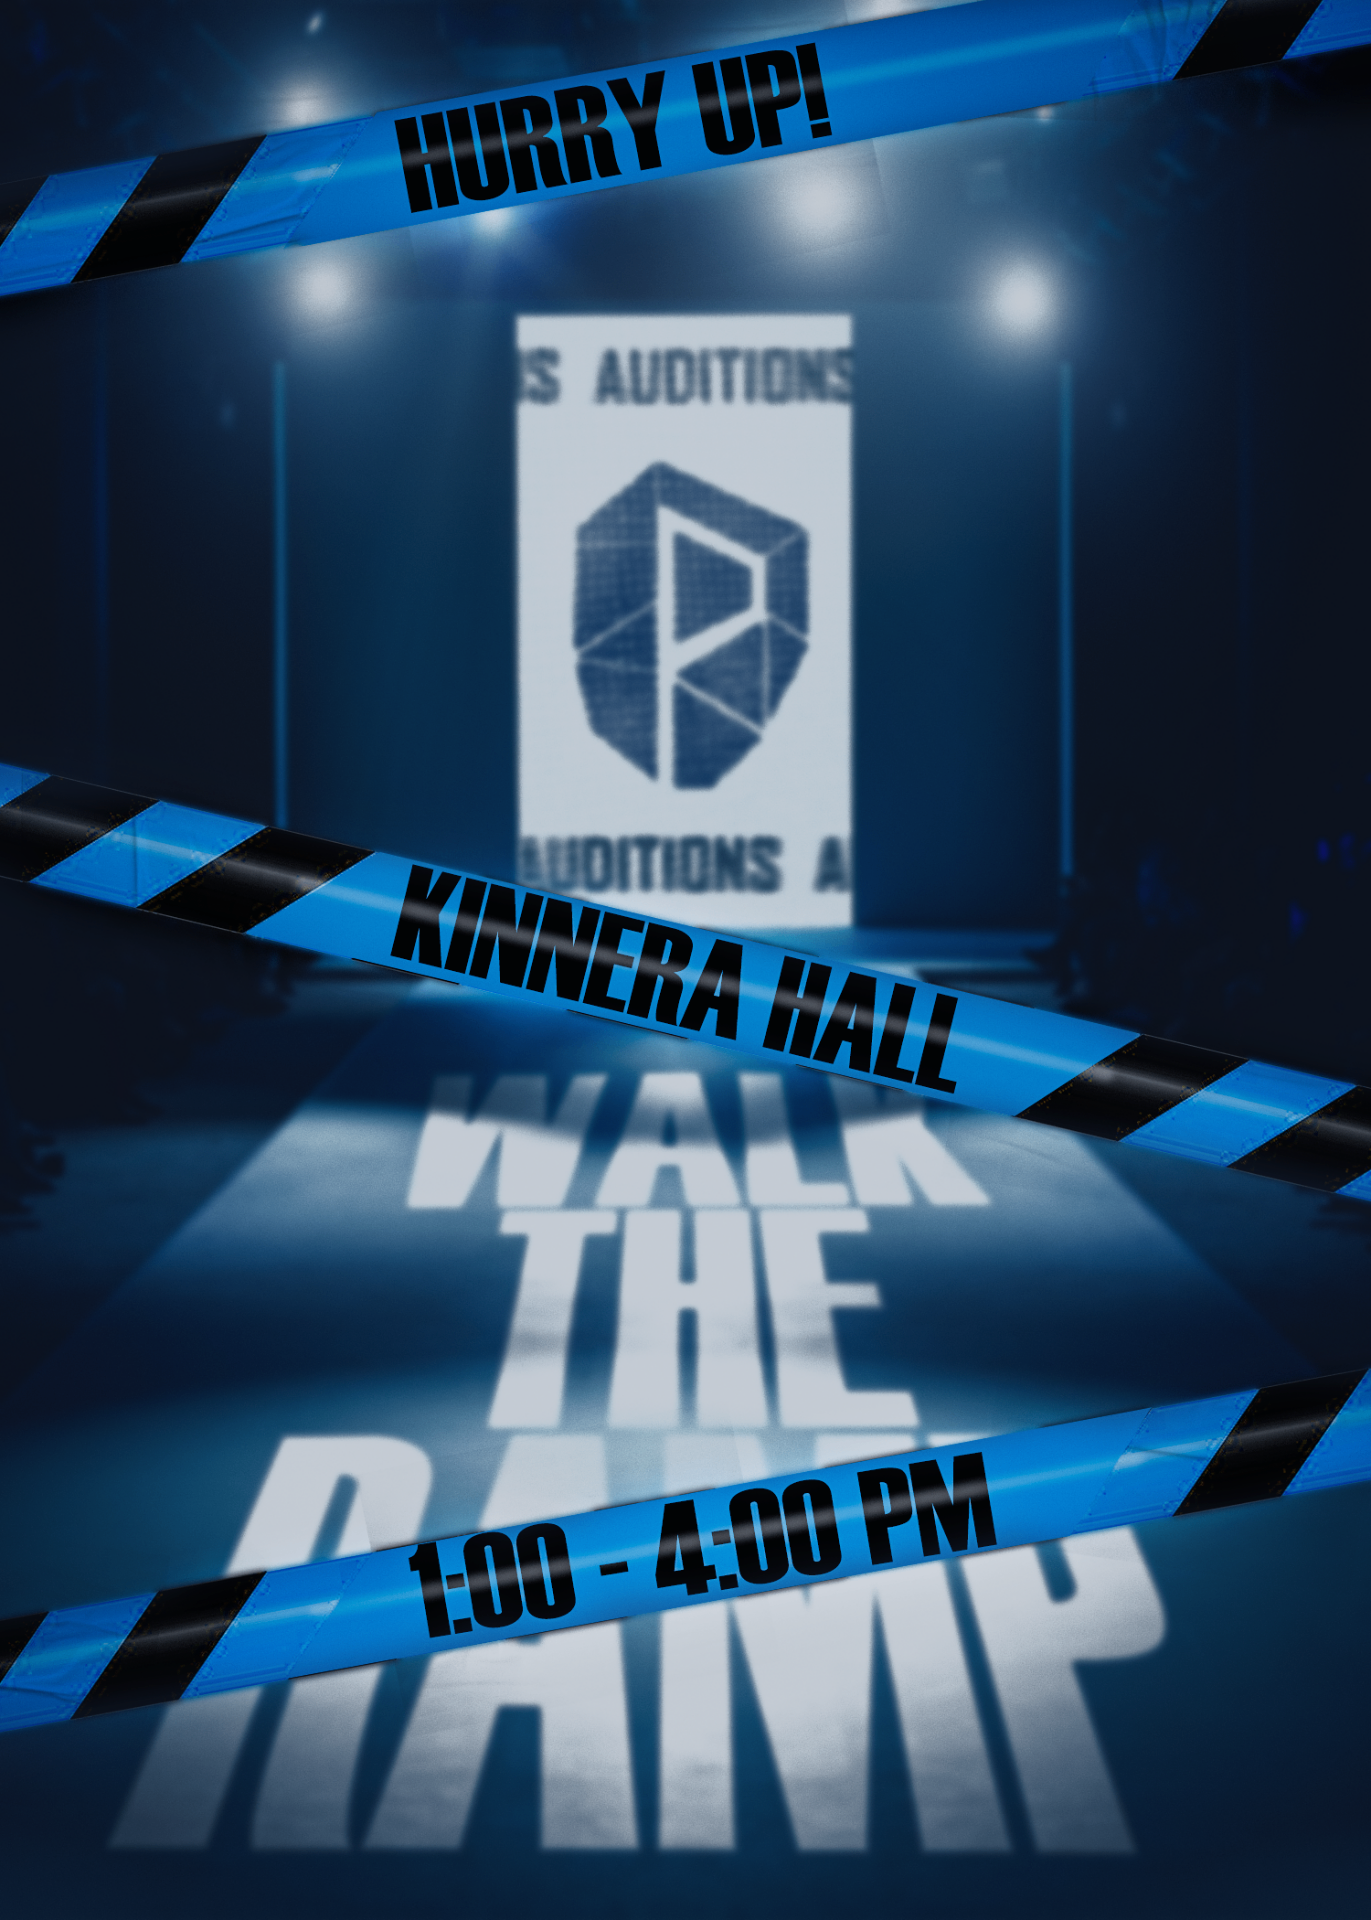 HURRY UP!
AUDITIONS
AUDITIONS A
KINNERA HALL
WALK
THE
RAMP
1:00 - 4:00 PM